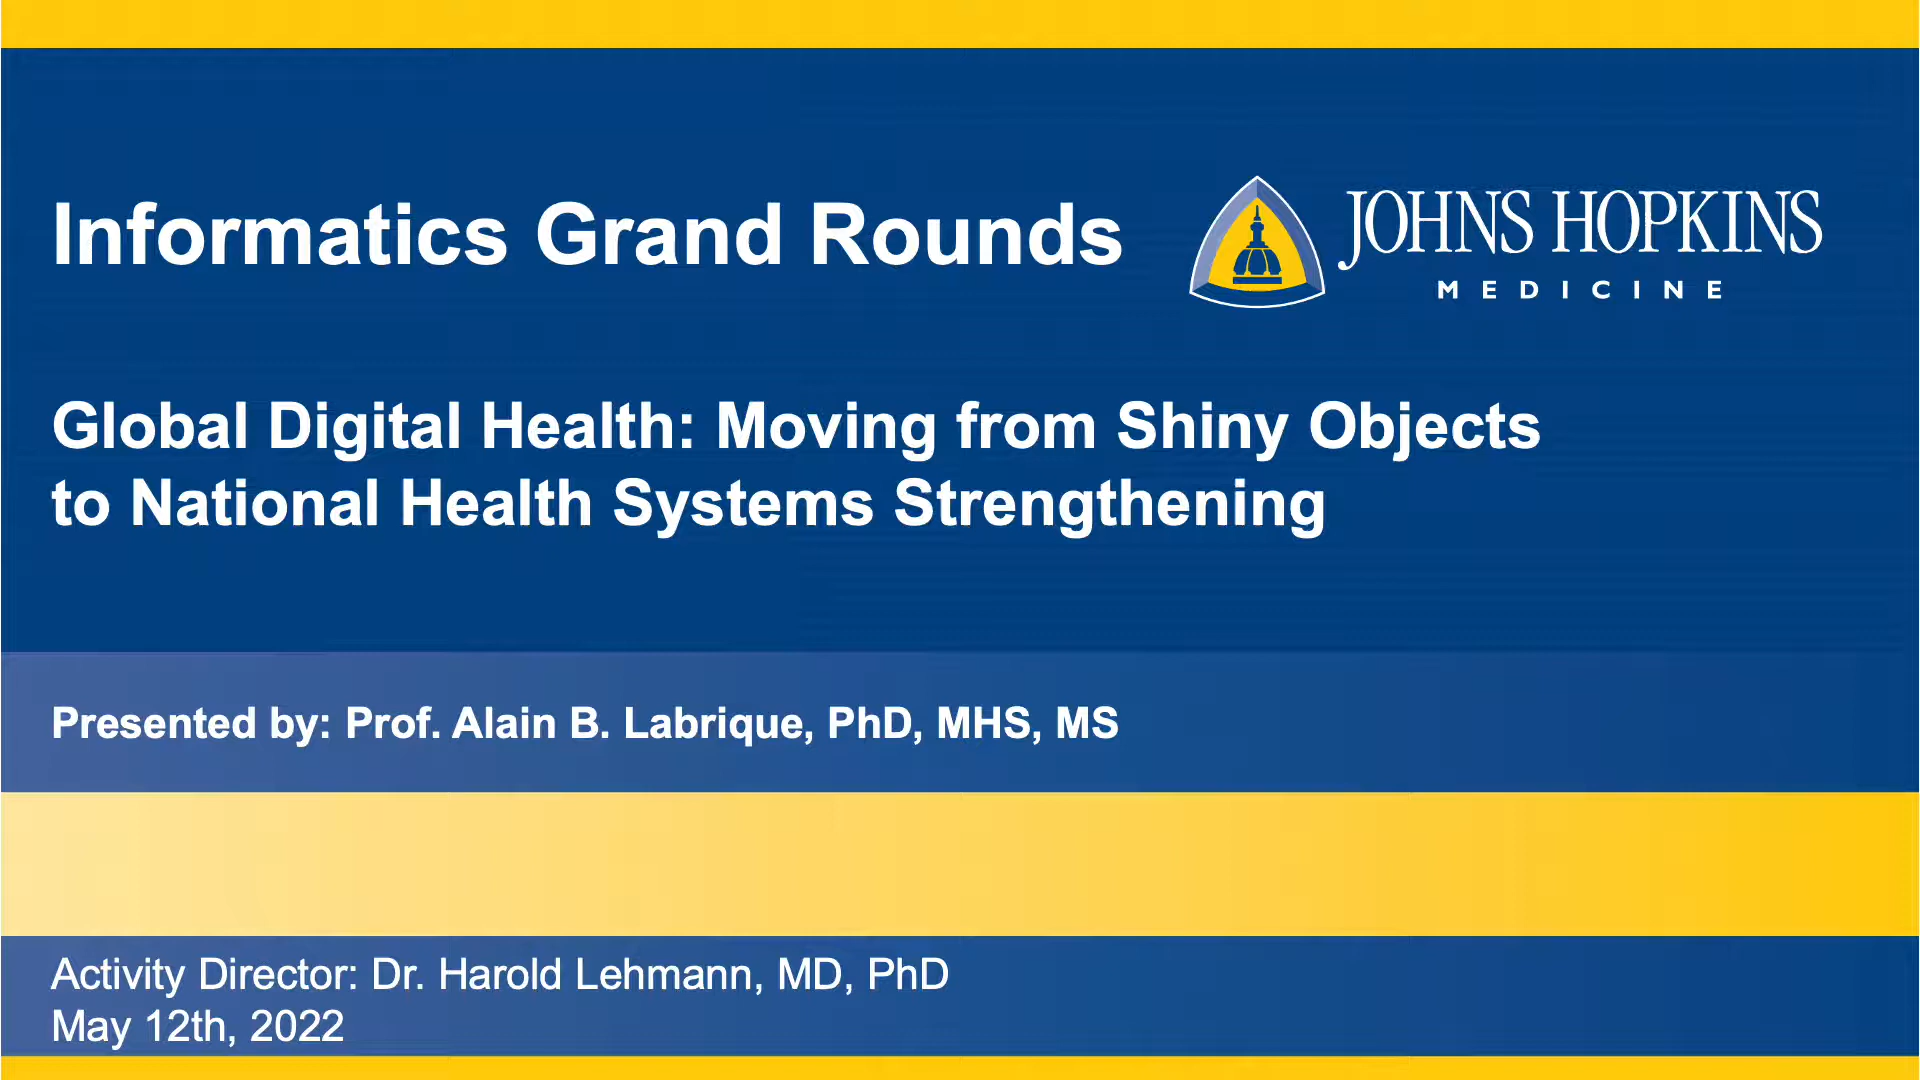 Informatics Grand Rounds
JOHNS HOPKINS
MEDICINE
Global Digital Health: Moving from Shiny Objects
to National Health Systems Strengthening
Presented by: Prof. Alain B. Labrique, PhD, MHS, MS
Activity Director: Dr. Harold Lehmann, MD, PhD
May 12th, 2022